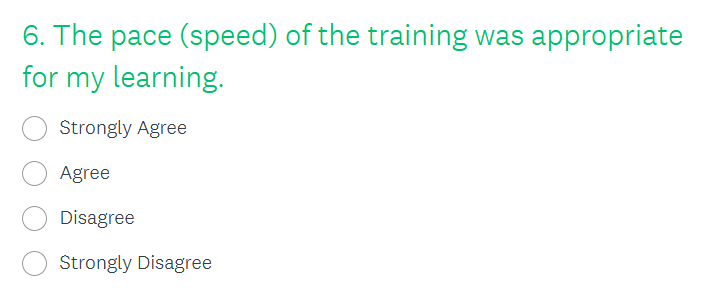 6. The pace (speed) of the training was appropriate
for my learning.
Strongly Agree
Agree
Disagree
Strongly Disagree